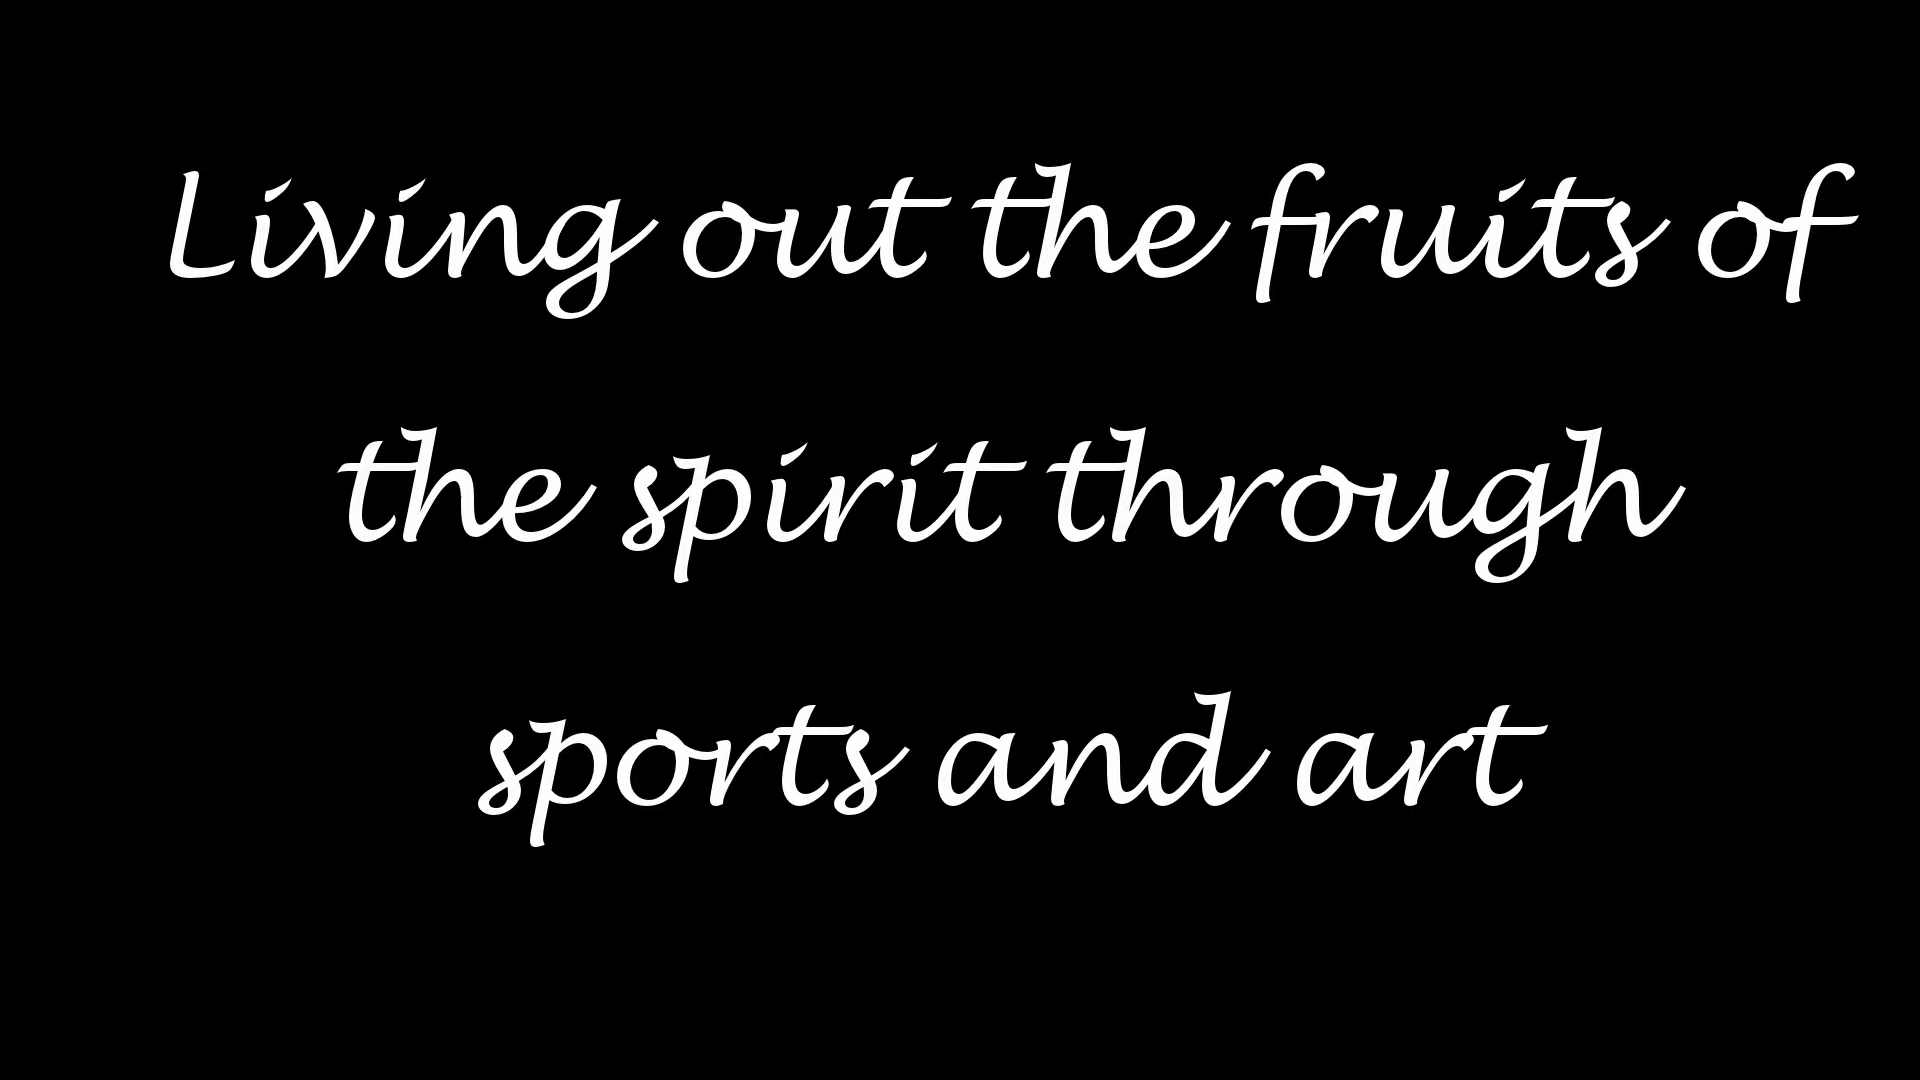 Living out the fruits of
the spirit through
sports and art